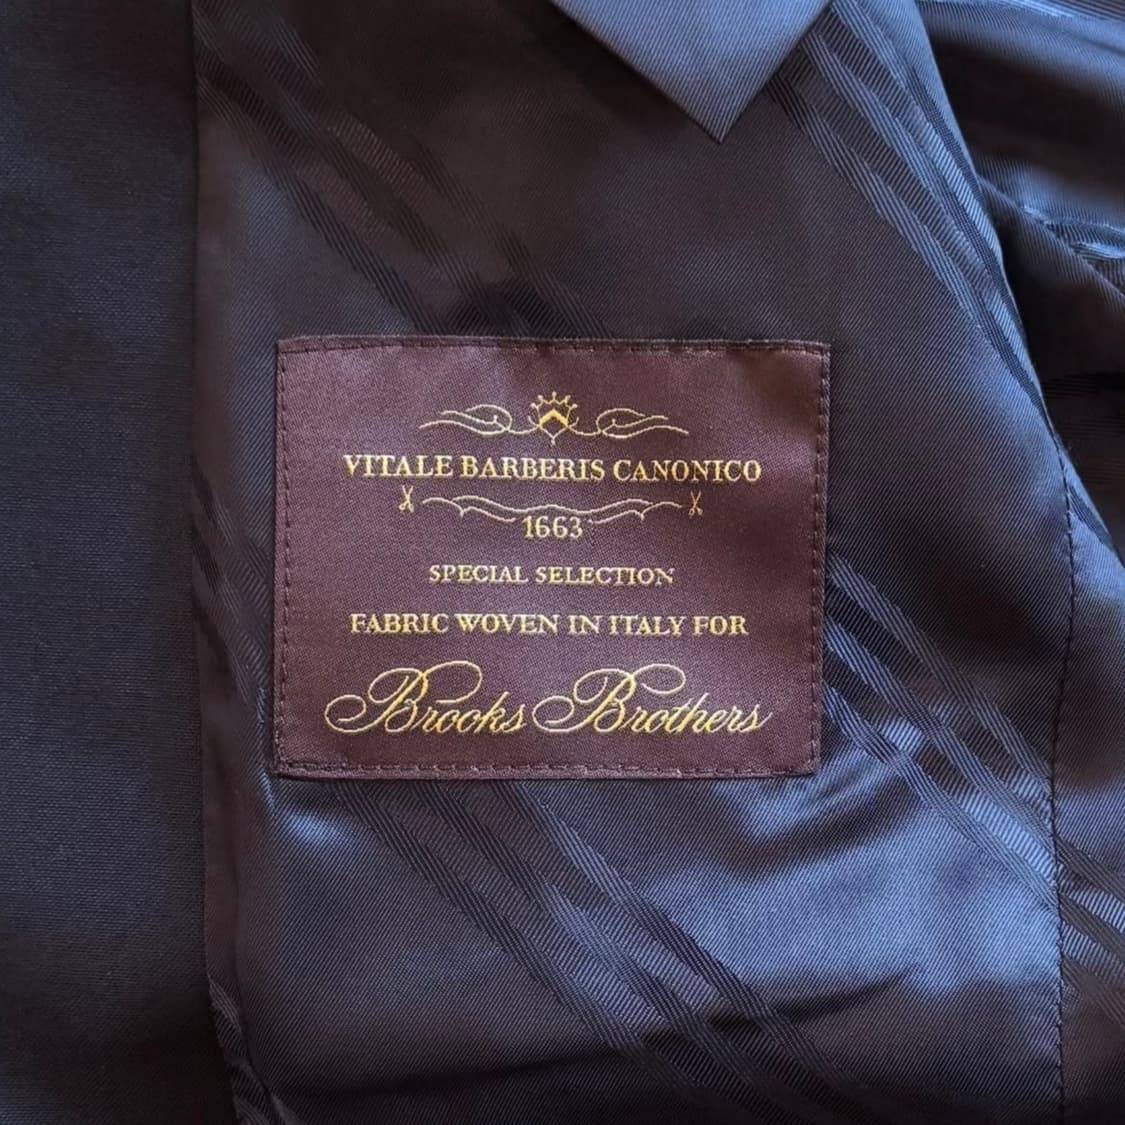 VITALE BARBERIS CANONICO
1663
SPECIAL SELECTION
FABRIC WOVEN IN ITALY FOR
Brooks Brothers